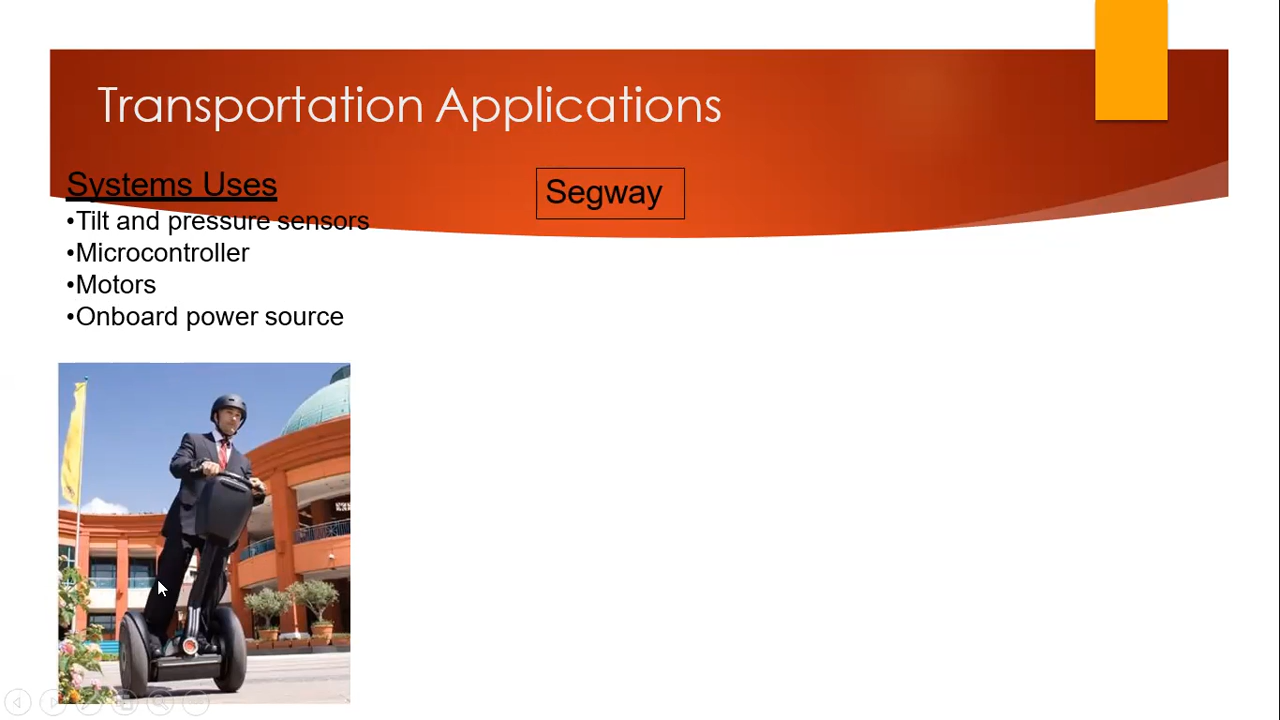 Transportation Applications
Systems Uses
Segway
•Tilt and pressure sensors
•Microcontroller
•Motors
•Onboard power source